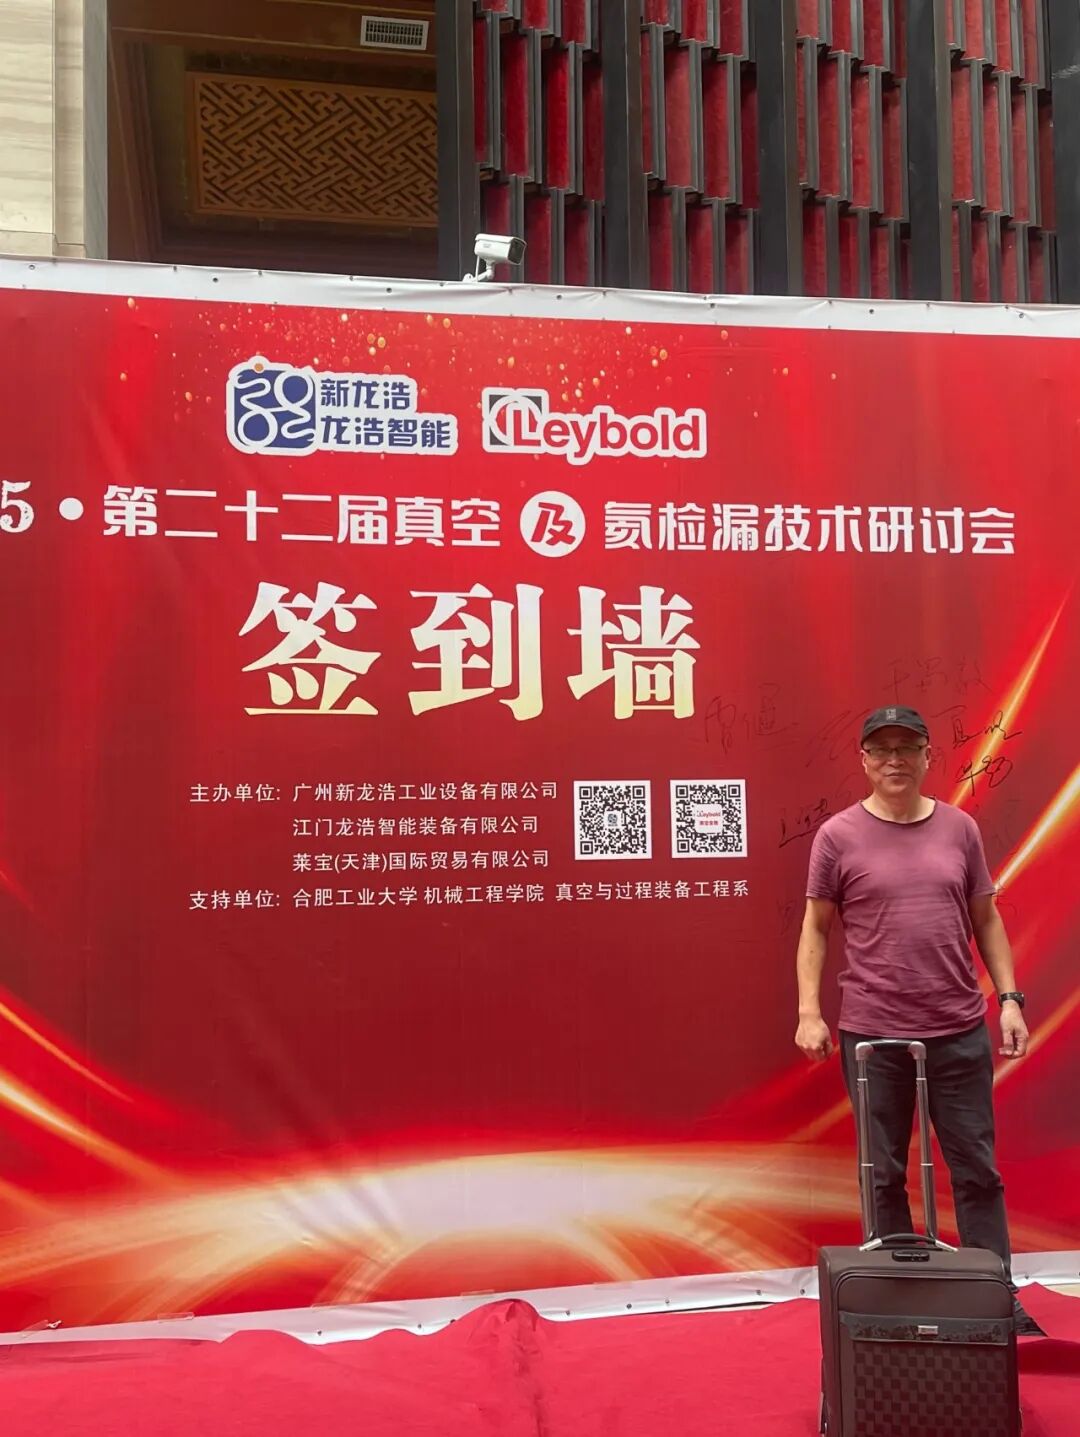 新龙浩
龙浩智能
Leybold
5·第二十二届真空及氦检漏技术研讨会
签到墙
主办单位: 广州新龙浩工业设备有限公司
江门龙浩智能装备有限公司
莱宝(天津)国际贸易有限公司
支持单位: 合肥工业大学 机械工程学院 真空与过程装备工程系